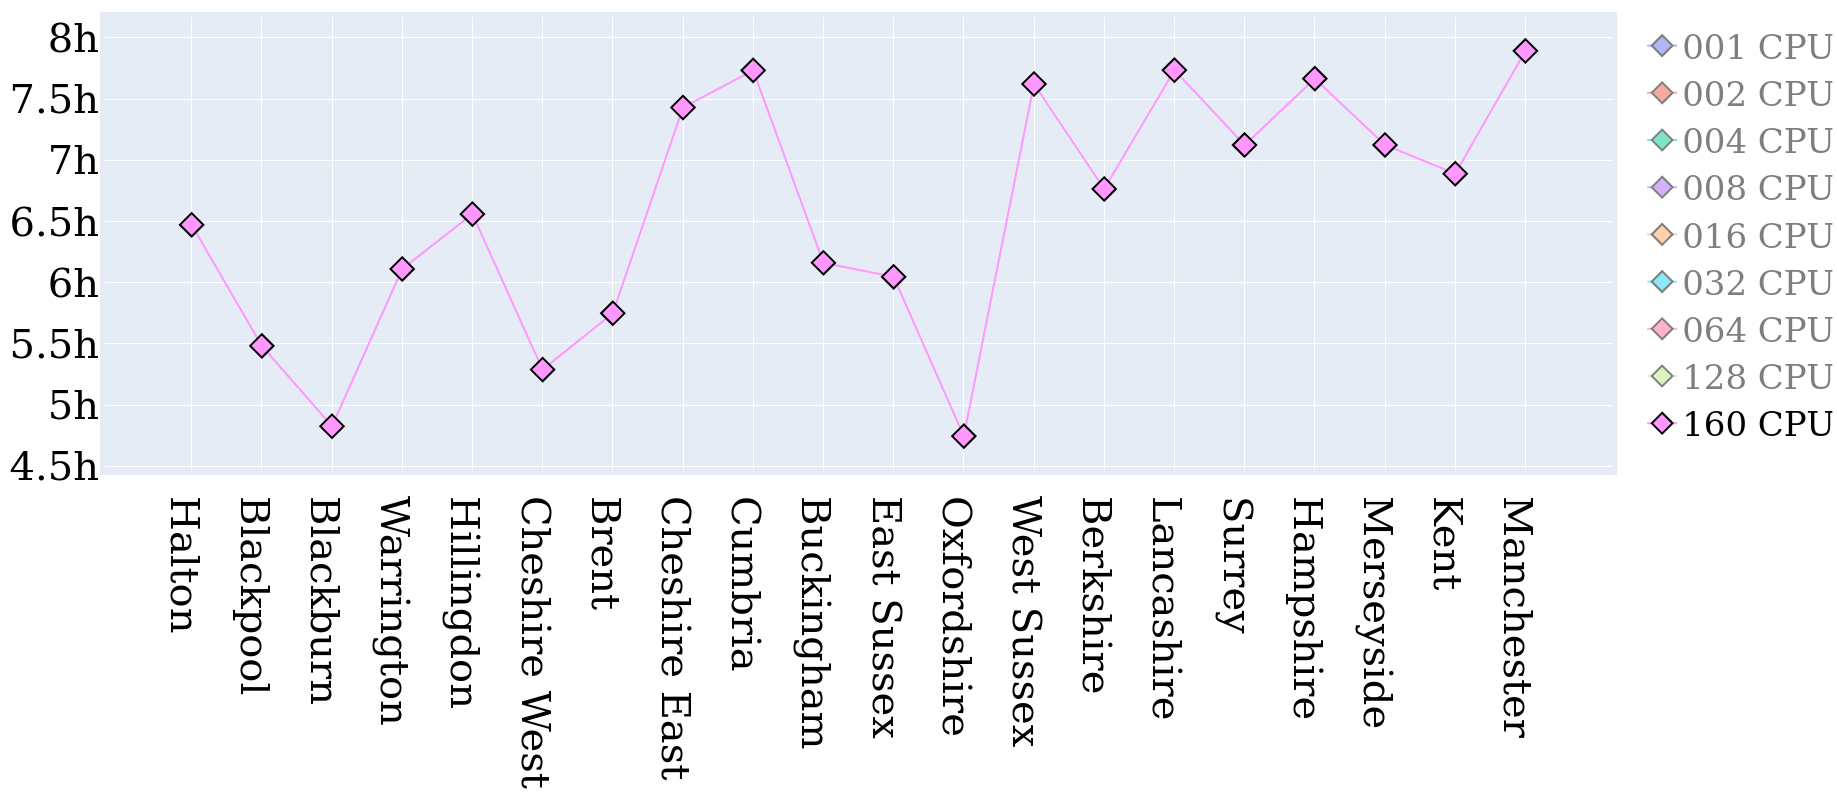 8h
7.5h
7h
6.5h
6h
5.5h
5h
4.5h
Halton
Blackpool
Blackburn
Warrington
Hillingdon
Cheshire West
Brent
Cheshire East
Cumbria
Buckingham
East Sussex
Oxfordshire
West Sussex
Berkshire
Lancashire
Surrey
Hampshire
Merseyside
Kent
Manchester
001 CPU
002 CPU
004 CPU
008 CPU
016 CPU
032 CPU
064 CPU
128 CPU
160 CPU